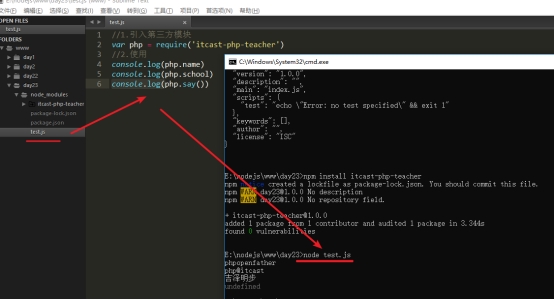 文件(F) 编辑(E) 选择(S) 查找(I) 查看(V) 转到(G) 工具(T) 项目(P) 首选项(N) 帮助(H)
OPEN FILES
test.js
FOLDERS
www
day1
day2
day22
day23
node_modules
itcast-php-teacher
package-lock.json
package.json
test.js
test.js
1 //1.引入第三方模块
2 var php = require('itcast-php-teacher')
3 //2.使用
4 console.log(php.name)
5 console.log(php.school)
6 console.log(php.say())
C:\Windows\System32\cmd.exe
"version": "1.0.0",
"description": "",
"main": "index.js",
"scripts": {
"test": "echo \"Error: no test specified\" && exit 1"
},
"keywords": [],
"author": "",
"license": "ISC"
}
E:\nodejs\www\day23>npm install itcast-php-teacher
npm notice created a lockfile as package-lock.json. You should commit this file.
npm WARN day23@1.0.0 No description
npm WARN day23@1.0.0 No repository field.
+ itcast-php-teacher@1.0.0
added 1 package from 1 contributor and audited 1 package in 3.344s
found 0 vulnerabilities
E:\nodejs\www\day23>node test.js
phpopenfather
php@itcast
吉泽明步
undefined